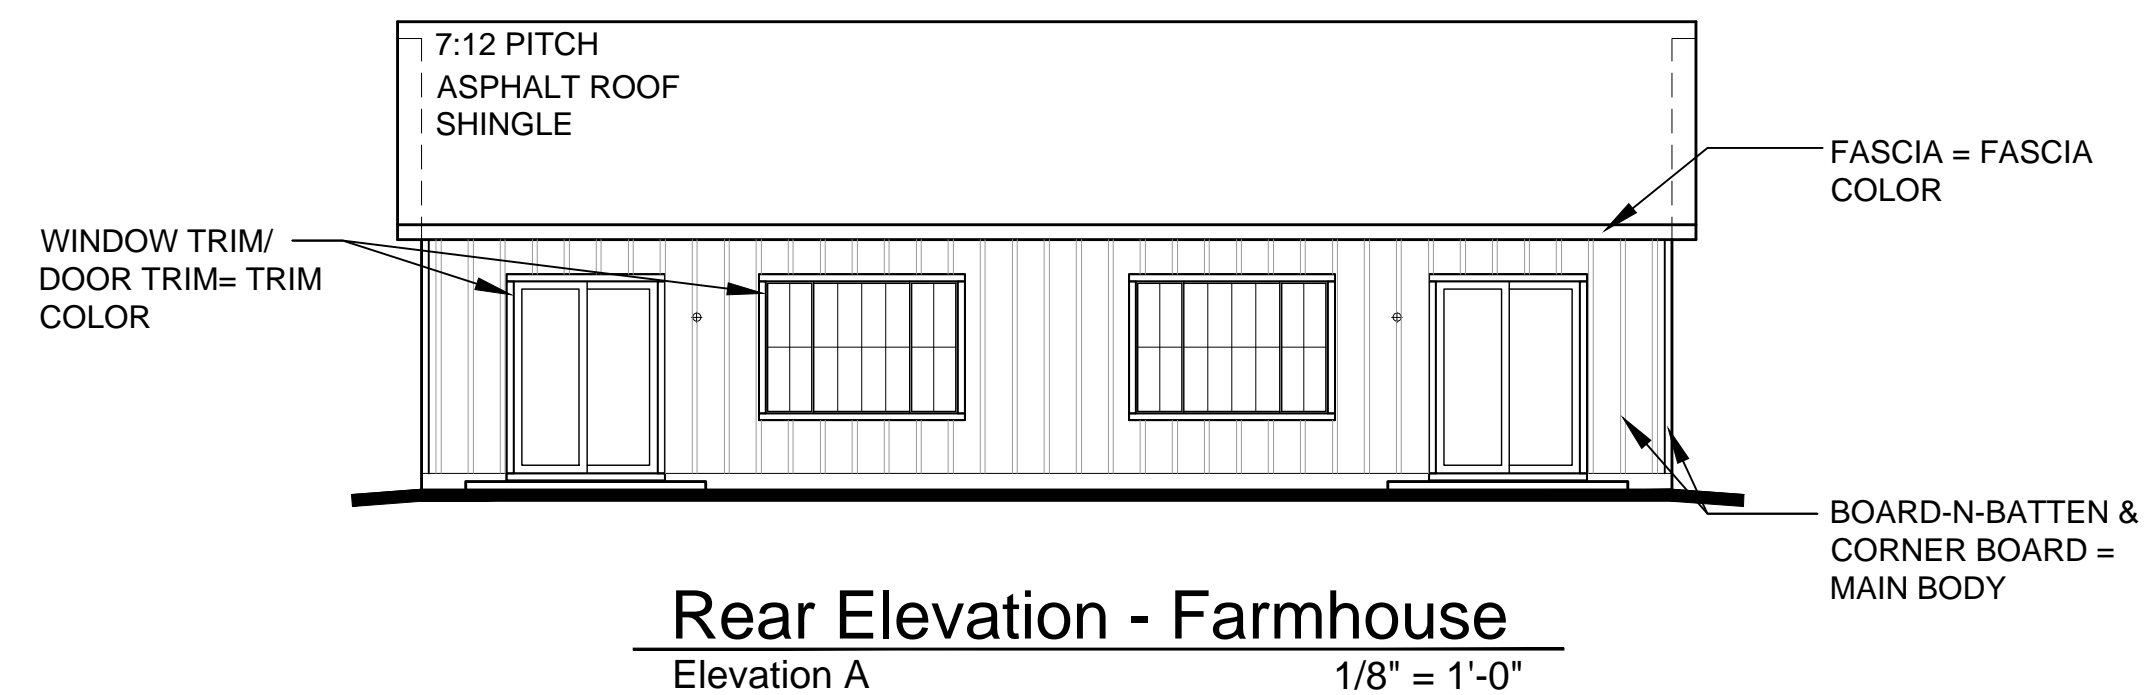 7:12 PITCH
ASPHALT ROOF
SHINGLE
FASCIA = FASCIA
COLOR
WINDOW TRIM/
DOOR TRIM= TRIM
COLOR
BOARD-N-BATTEN &
CORNER BOARD =
MAIN BODY
Rear Elevation - Farmhouse
Elevation A 1/8" = 1'-0"